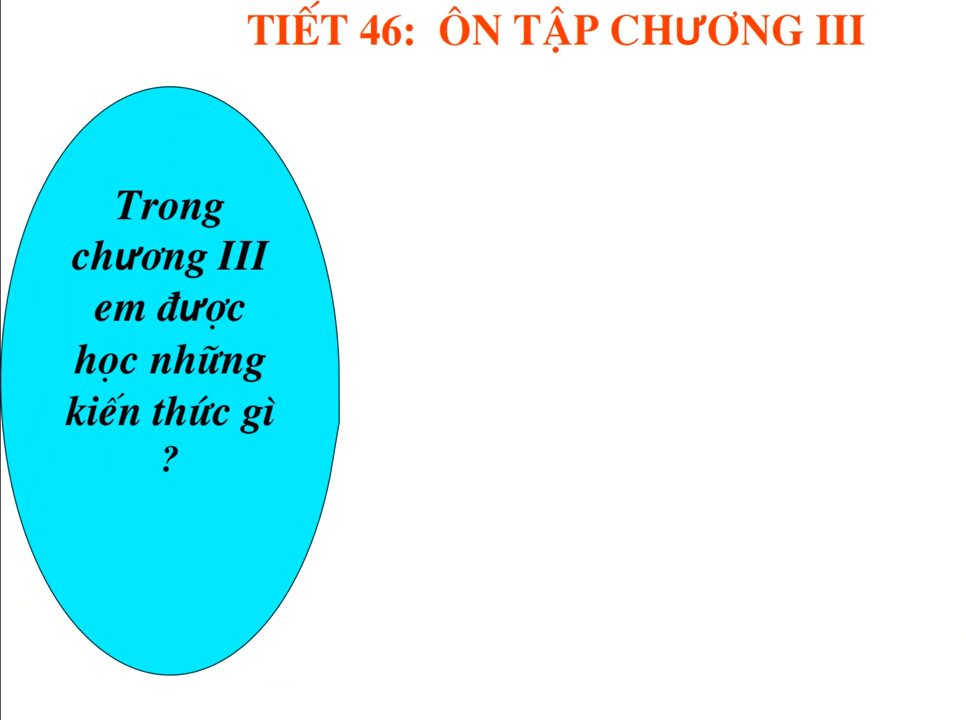 TIẾT 46: ÔN TẬP CHƯƠNG III
Trong
chương III
em được
học những
kiến thức gì
?